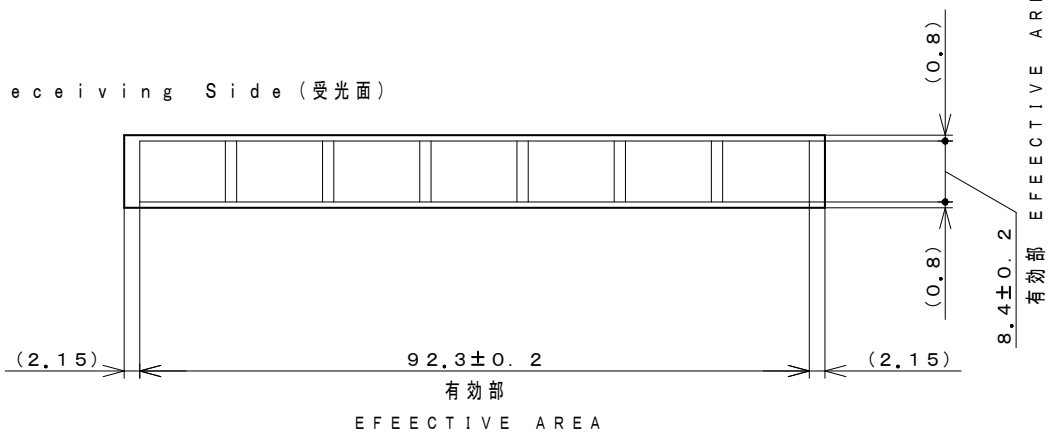 eceiving Side(受光面)
(0.8)
(0.8)
8.4±0.2
有効部 EFEECTIVE ARE
(2.15)
92.3±0.2
(2.15)
有効部
EFEECTIVE AREA